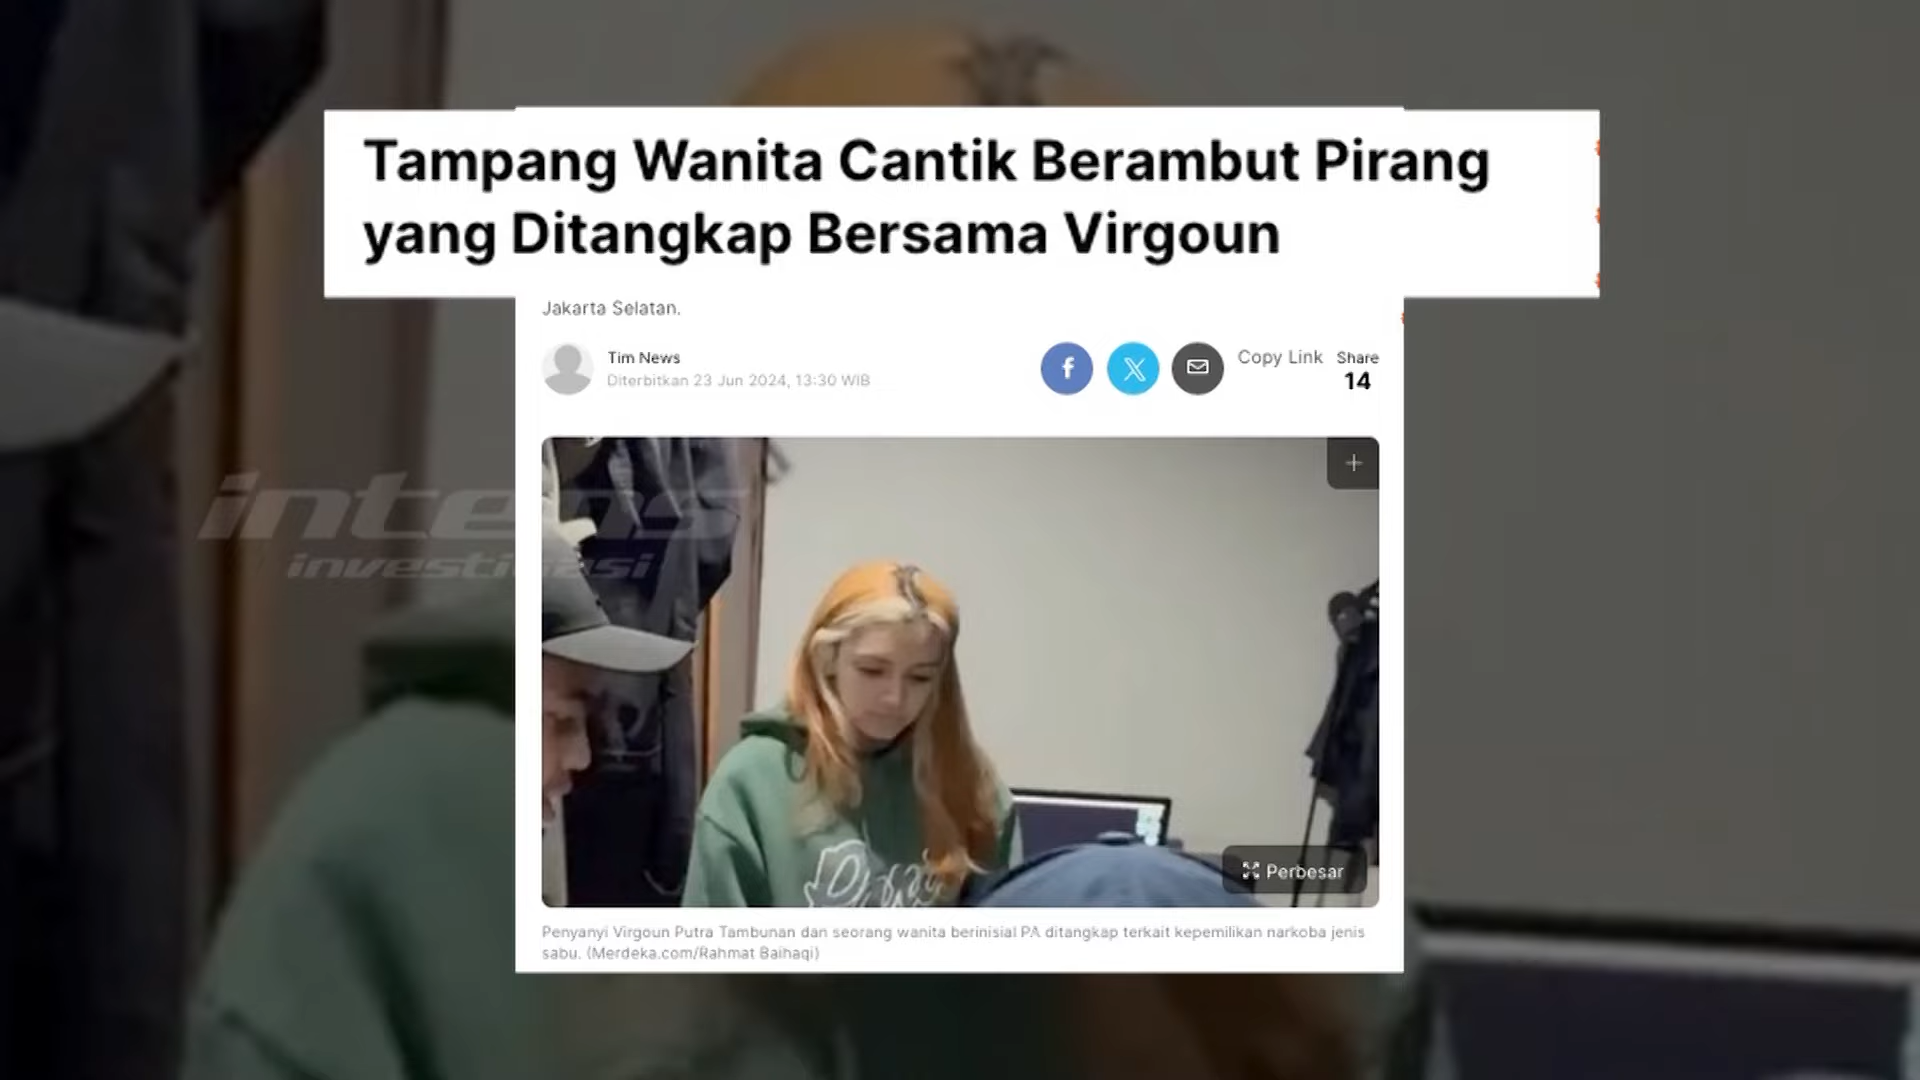 Tampang Wanita Cantik Berambut Pirang
yang Ditangkap Bersama Virgoun
Jakarta Selatan.
Tim News
Diterbitkan 23 Jun 2024, 13:30 WIB
Copy Link
Share
14
intens
investigasi
Perbesar
Penyanyi Virgoun Putra Tambunan dan seorang wanita berinisial PA ditangkap terkait kepemilikan narkoba jenis
sabu. (Merdeka.com/Rahmat Baihaqi)